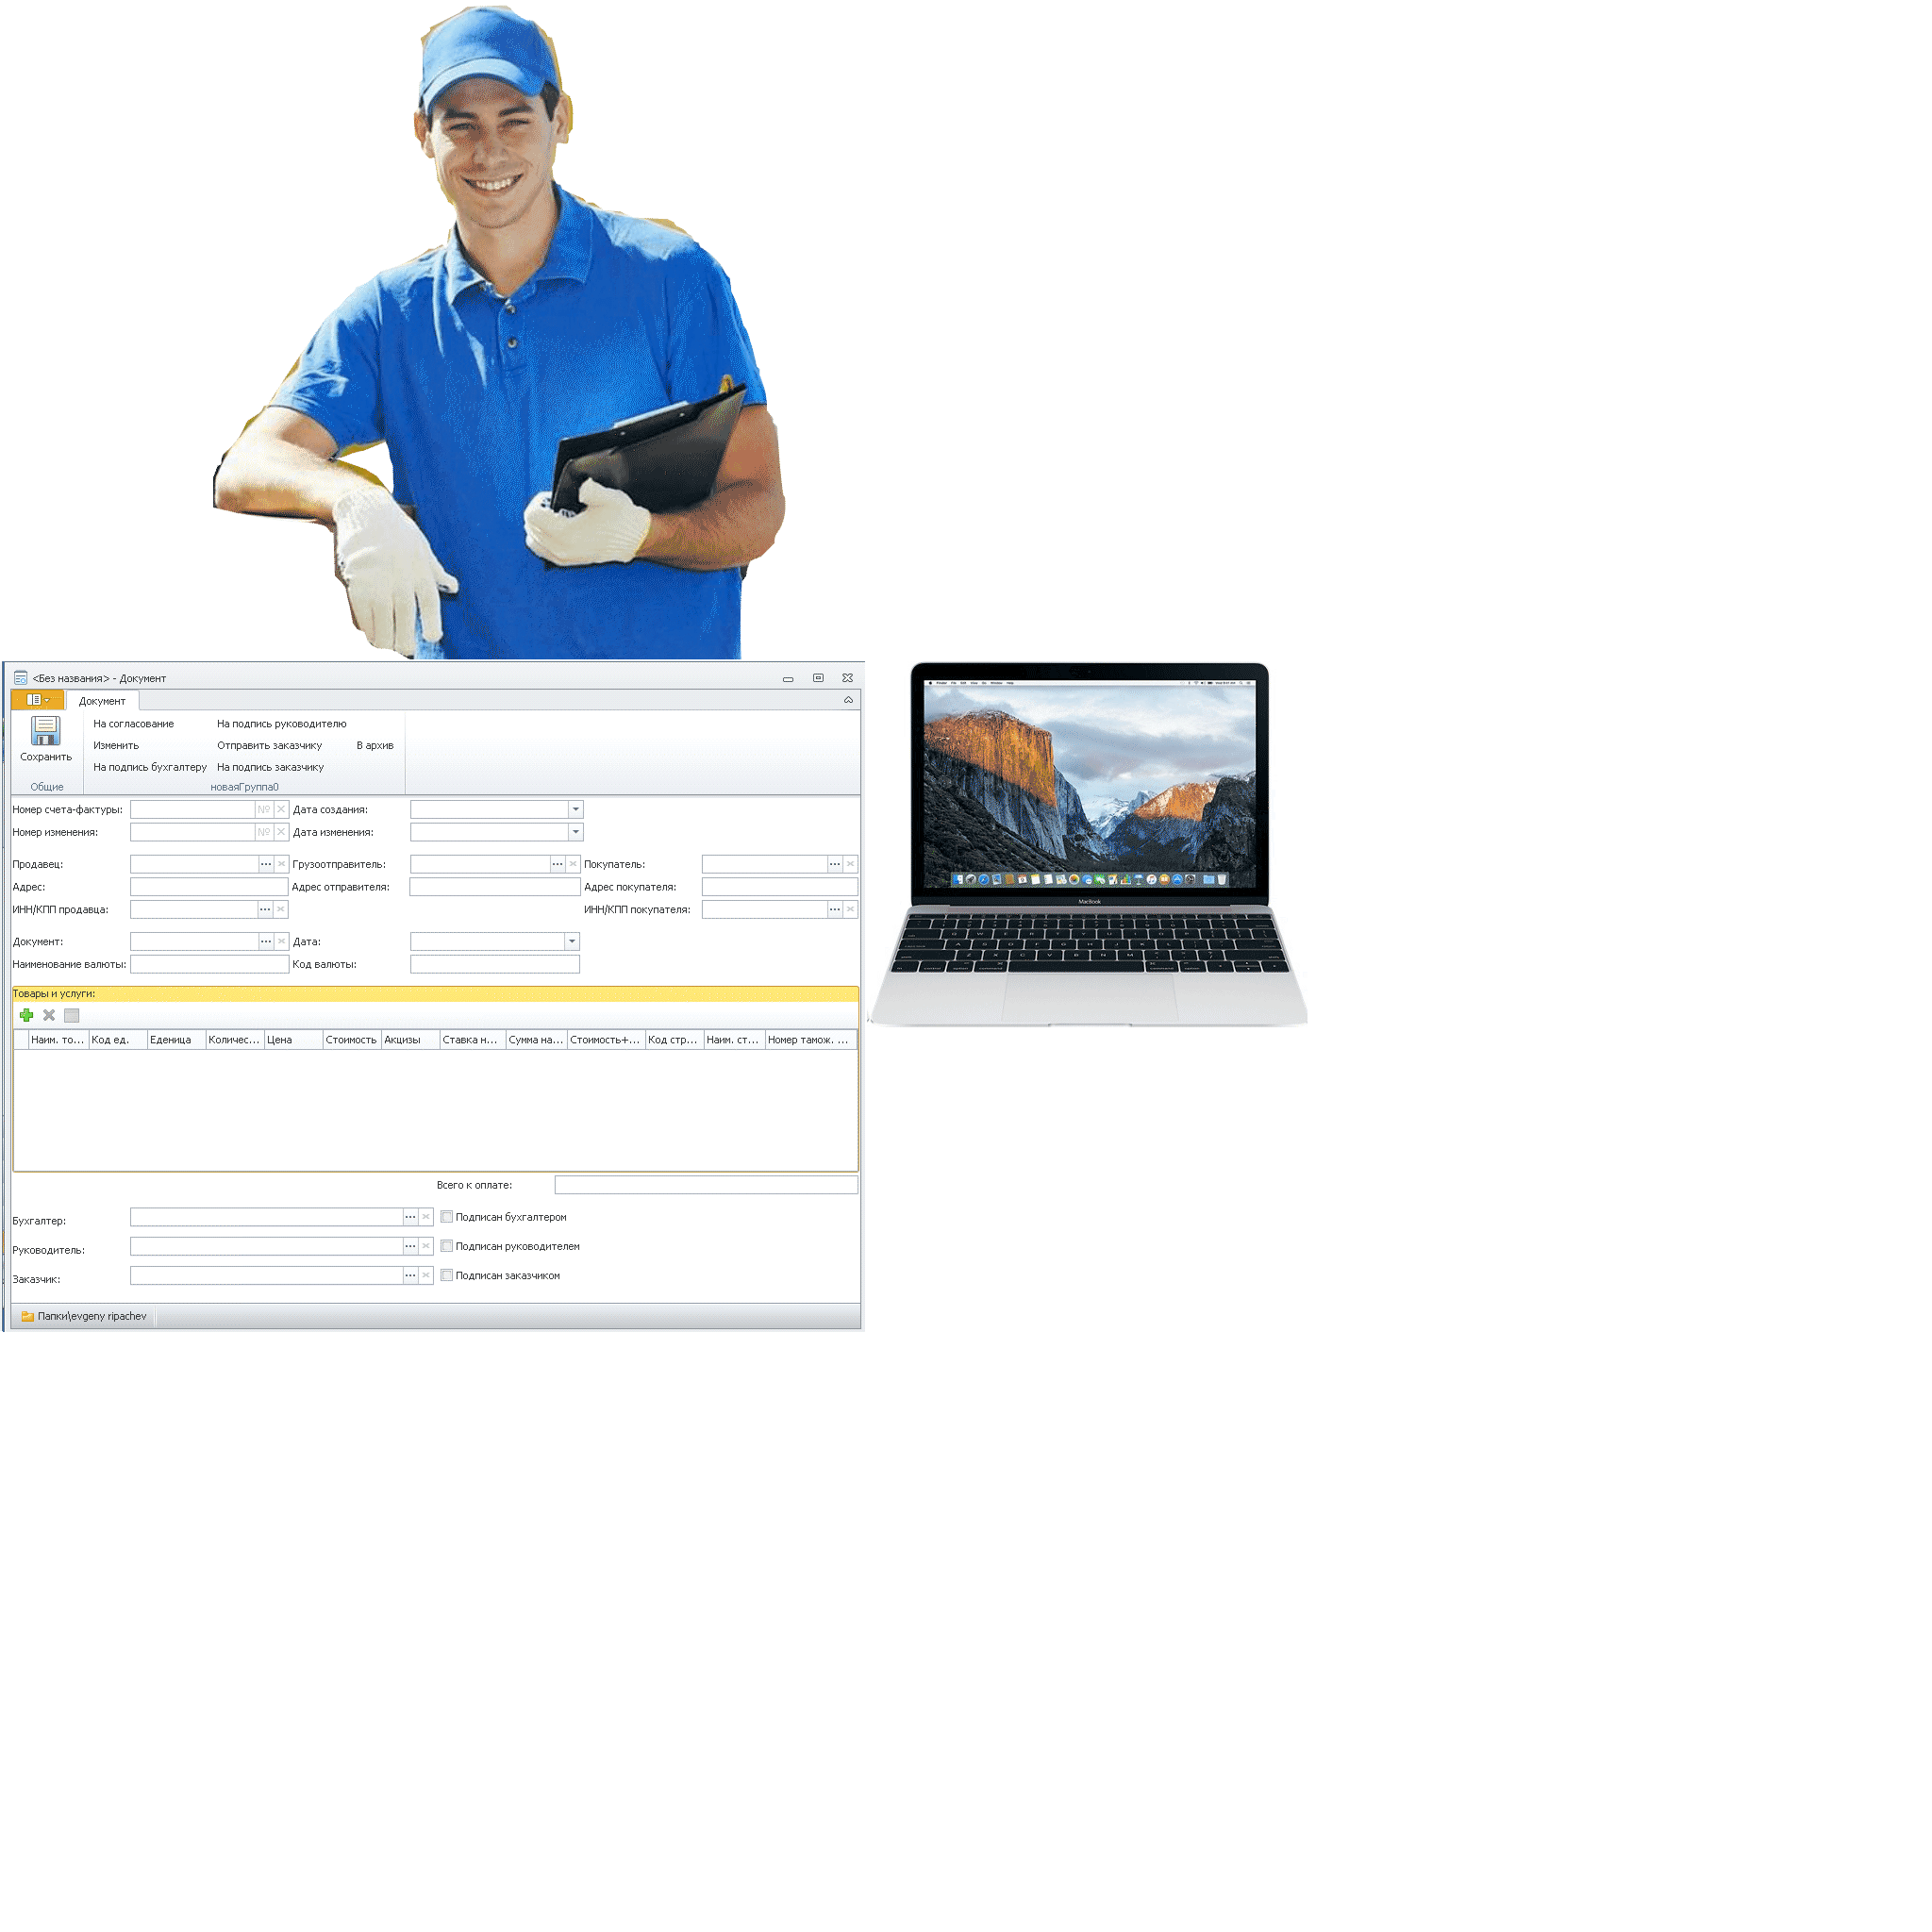 <Без названия> - Документ
Документ
На согласование На подпись руководителю
Изменить Отправить заказчику В архив
Сохранить
На подпись бухгалтеру На подпись заказчику
Общие новаяГруппа0
Номер счета-фактуры: № Дата создания:
Номер изменения: № Дата изменения:
Продавец: ... Грузоотправитель: ... Покупатель: ...
Адрес: Адрес отправителя: Адрес покупателя:
ИНН/КПП продавца: ... ИНН/КПП покупателя: ...
Документ: ... Дата:
Наименование валюты: Код валюты:
Товары и услуги:
Наим. то... Код ед. Еденица Количес... Цена Стоимость Акцизы Ставка н... Сумма на... Стоимость+... Код стр... Наим. ст... Номер тамож. ...
Всего к оплате:
Бухгалтер: ... Подписан бухгалтером
Руководитель: ... Подписан руководителем
Заказчик: ... Подписан заказчиком
Папки\evgeny ripachev
MacBook